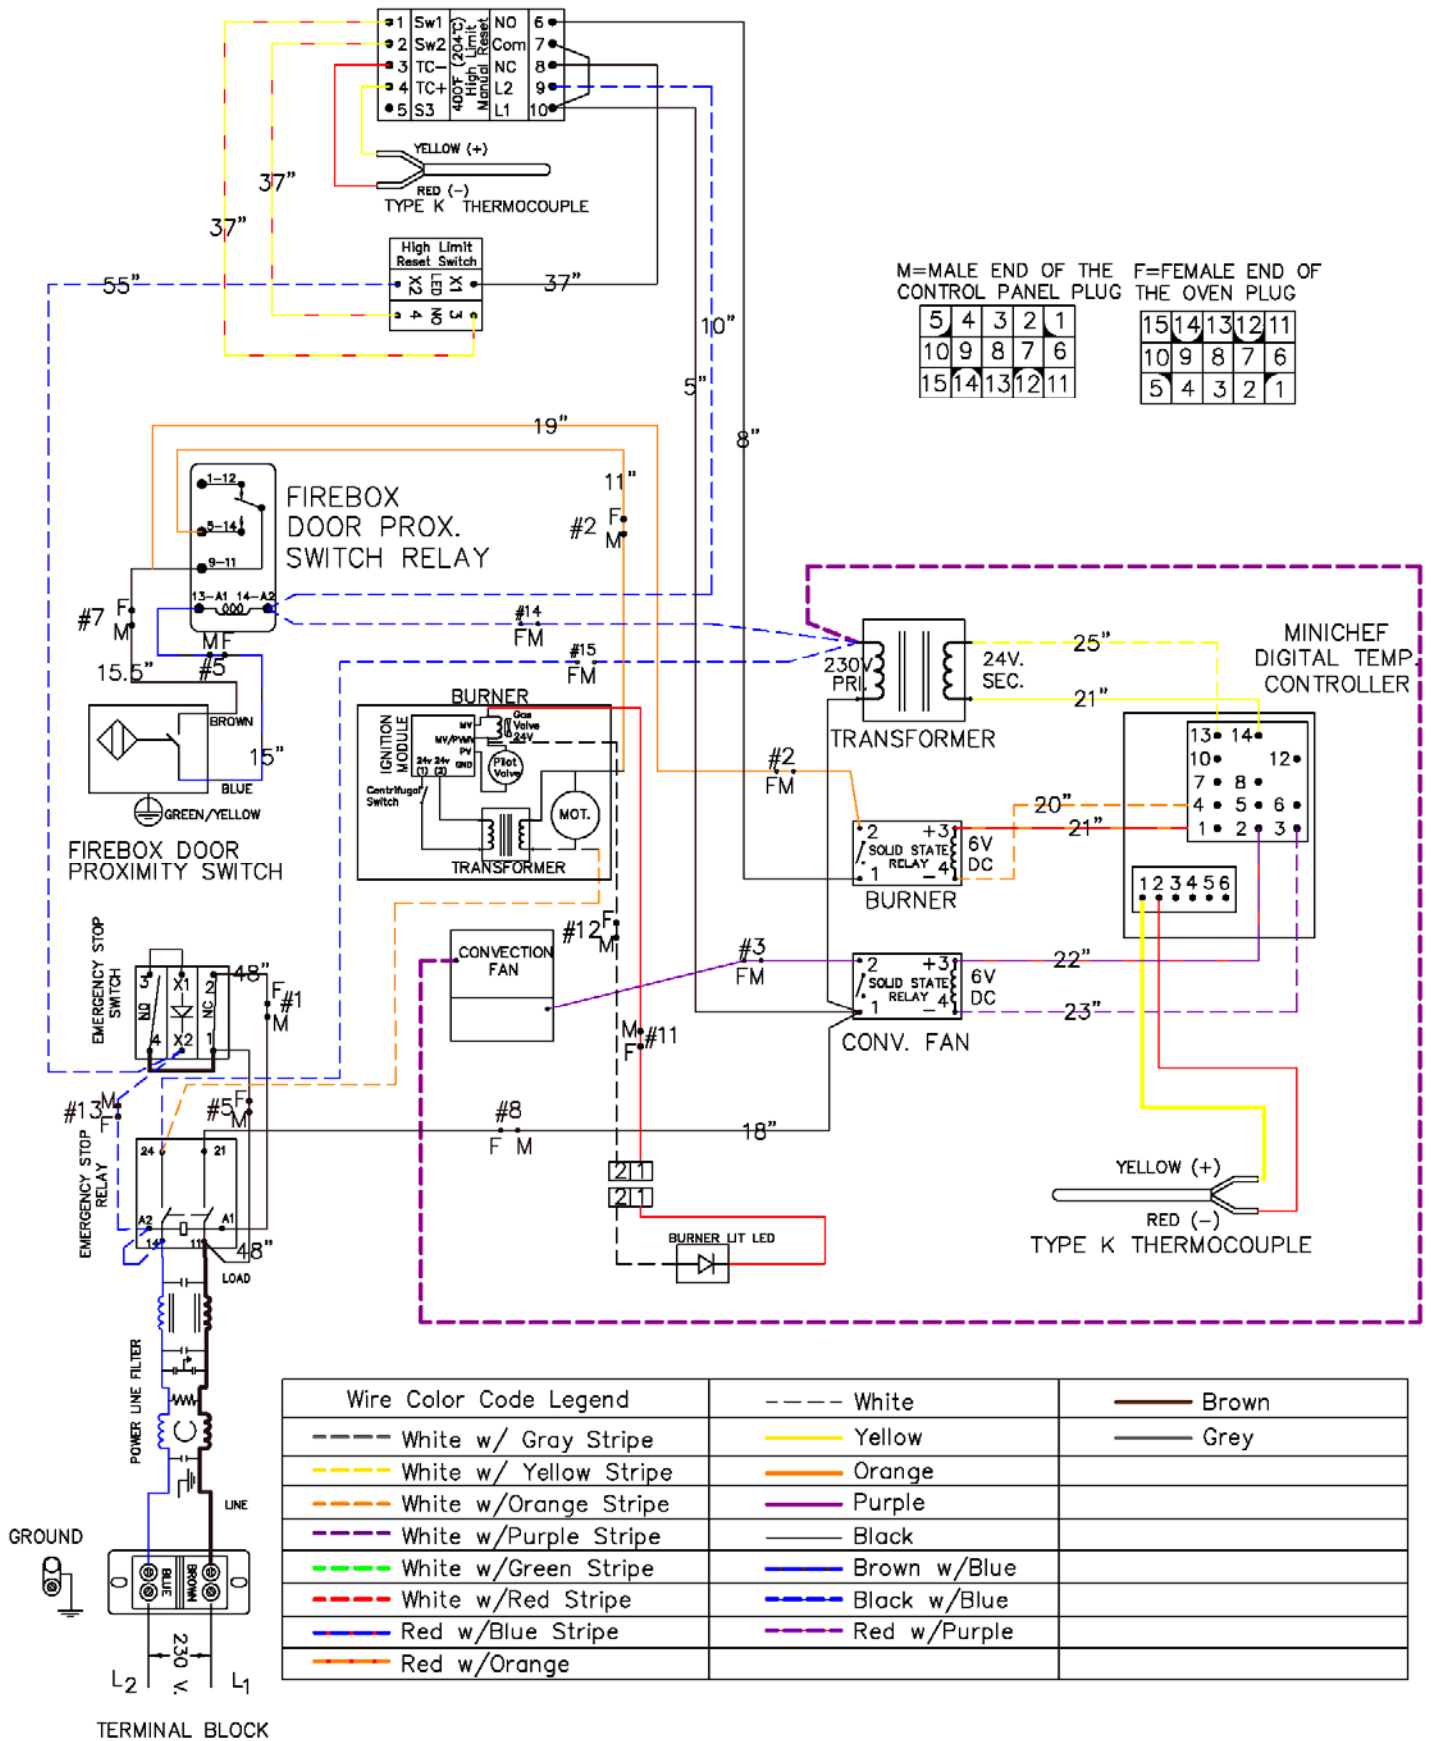 1 Sw1 NO 6
2 Sw2 Com 7
3 TC- NC 8
4 TC+ L2 9
5 S3 L1 10
400°F (204°C)
High Limit
Manual Reset
YELLOW (+)
RED (-)
TYPE K THERMOCOUPLE
37"
37"
High Limit
Reset Switch
X2 LED X1
4 NO 3
55"
37"
10"
5"
8"
M=MALE END OF THE
CONTROL PANEL PLUG
5 4 3 2 1
10 9 8 7 6
15 14 13 12 11
F=FEMALE END OF
THE OVEN PLUG
15 14 13 12 11
10 9 8 7 6
5 4 3 2 1
19"
11"
#2
F
M
1-12
5-14
9-11
13-A1 14-A2
FIREBOX
DOOR PROX.
SWITCH RELAY
#7
F
M
MF
#5
15.5"
15"
BROWN
BLUE
GREEN/YELLOW
FIREBOX DOOR
PROXIMITY SWITCH
#14
FM
#15
FM
230V
PRI.
24V.
SEC.
TRANSFORMER
25"
21"
MINICHEF
DIGITAL TEMP.
CONTROLLER
13 14
10 12
7 8
4 5 6
1 2 3
1 2 3 4 5 6
BURNER
IGNITION
MODULE
MV
MV/PVMV
PV
GND
24v (1)
24v (2)
Gas
Valve
24V
Pilot
Valve
Centrifugal
Switch
MOT.
TRANSFORMER
#2
FM
20"
21"
2 +3
SOLID STATE
RELAY
1 -4
6V
DC
BURNER
CONVECTION
FAN
#3
FM
2 +3
SOLID STATE
RELAY
1 -4
6V
DC
CONV. FAN
22"
23"
#12
F
M
M
F
#11
EMERGENCY STOP
SWITCH
3 X1 2
NO
NC
4 X2 1
48"
F
#1
M
#13
M
F
#5
F
M
#8
F M
18"
EMERGENCY STOP
RELAY
24 21
A2 A1
14 11
48"
LOAD
2 1
2 1
BURNER LIT LED
YELLOW (+)
RED (-)
TYPE K THERMOCOUPLE
POWER LINE FILTER
LINE
GROUND
BLUE
BROWN
230 V.
L2 L1
TERMINAL BLOCK
Wire Color Code Legend
White w/ Gray Stripe
White w/ Yellow Stripe
White w/Orange Stripe
White w/Purple Stripe
White w/Green Stripe
White w/Red Stripe
Red w/Blue Stripe
Red w/Orange
White
Yellow
Orange
Purple
Black
Brown w/Blue
Black w/Blue
Red w/Purple
Brown
Grey